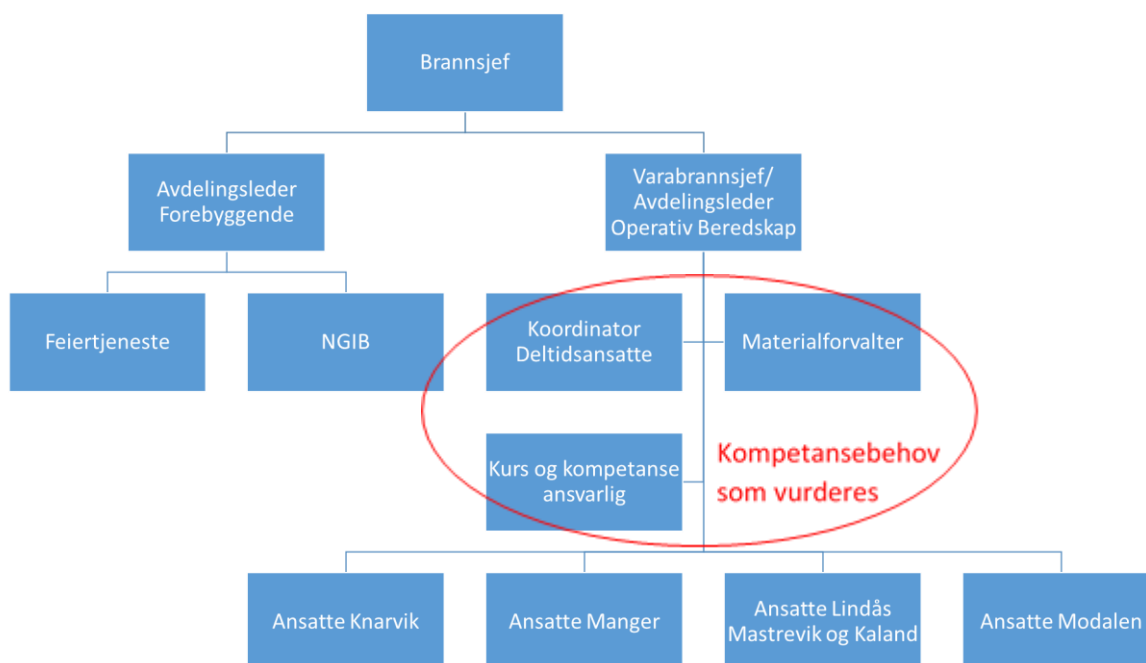 Brannsjef
Avdelingsleder
Forebyggende
Varabrannsjef/
Avdelingsleder
Operativ Beredskap
Feiertjeneste
NGIB
Koordinator
Deltidsansatte
Materialforvalter
Kurs og kompetanse
ansvarlig
Kompetansebehov
som vurderes
Ansatte Knarvik
Ansatte Manger
Ansatte Lindås
Mastrevik og Kaland
Ansatte Modalen